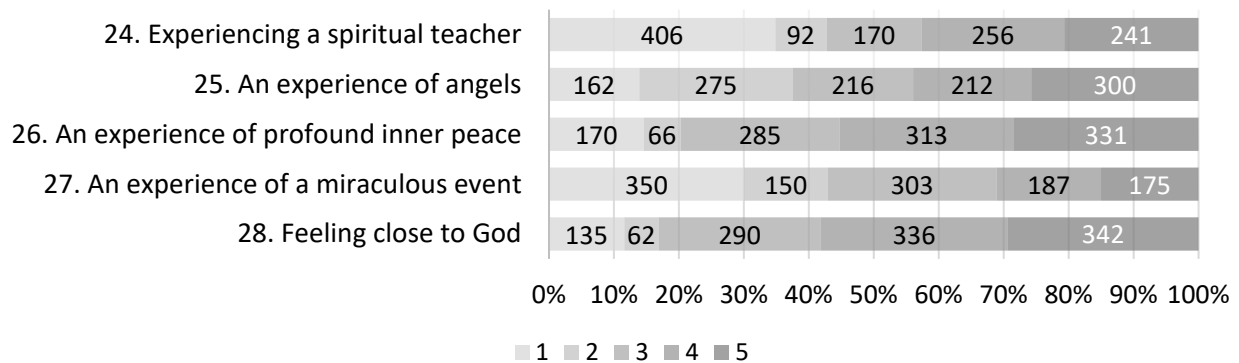 24. Experiencing a spiritual teacher 406 92 170 256 241
25. An experience of angels 162 275 216 212 300
26. An experience of profound inner peace 170 66 285 313 331
27. An experience of a miraculous event 350 150 303 187 175
28. Feeling close to God 135 62 290 336 342
0% 10% 20% 30% 40% 50% 60% 70% 80% 90% 100%
1 2 3 4 5